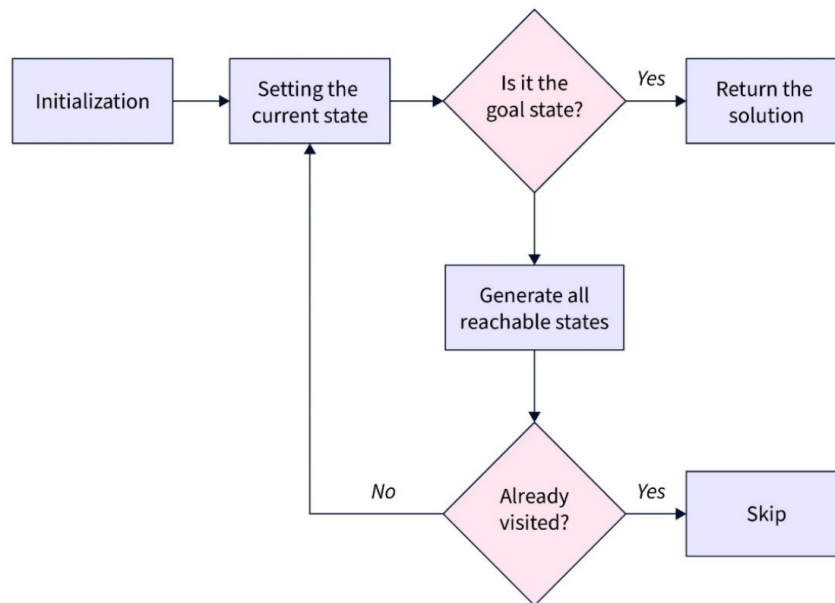 Initialization
Setting the
current state
Is it the
goal state?
Yes
Return the
solution
Generate all
reachable states
No
Already
visited?
Yes
Skip